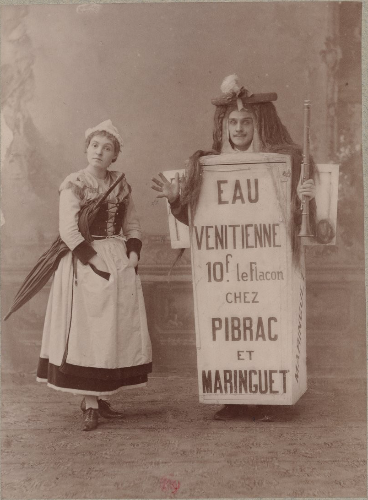 EAU
VENITIENNE
10f. le flacon
CHEZ
PIBRAC
ET
MARINGUET